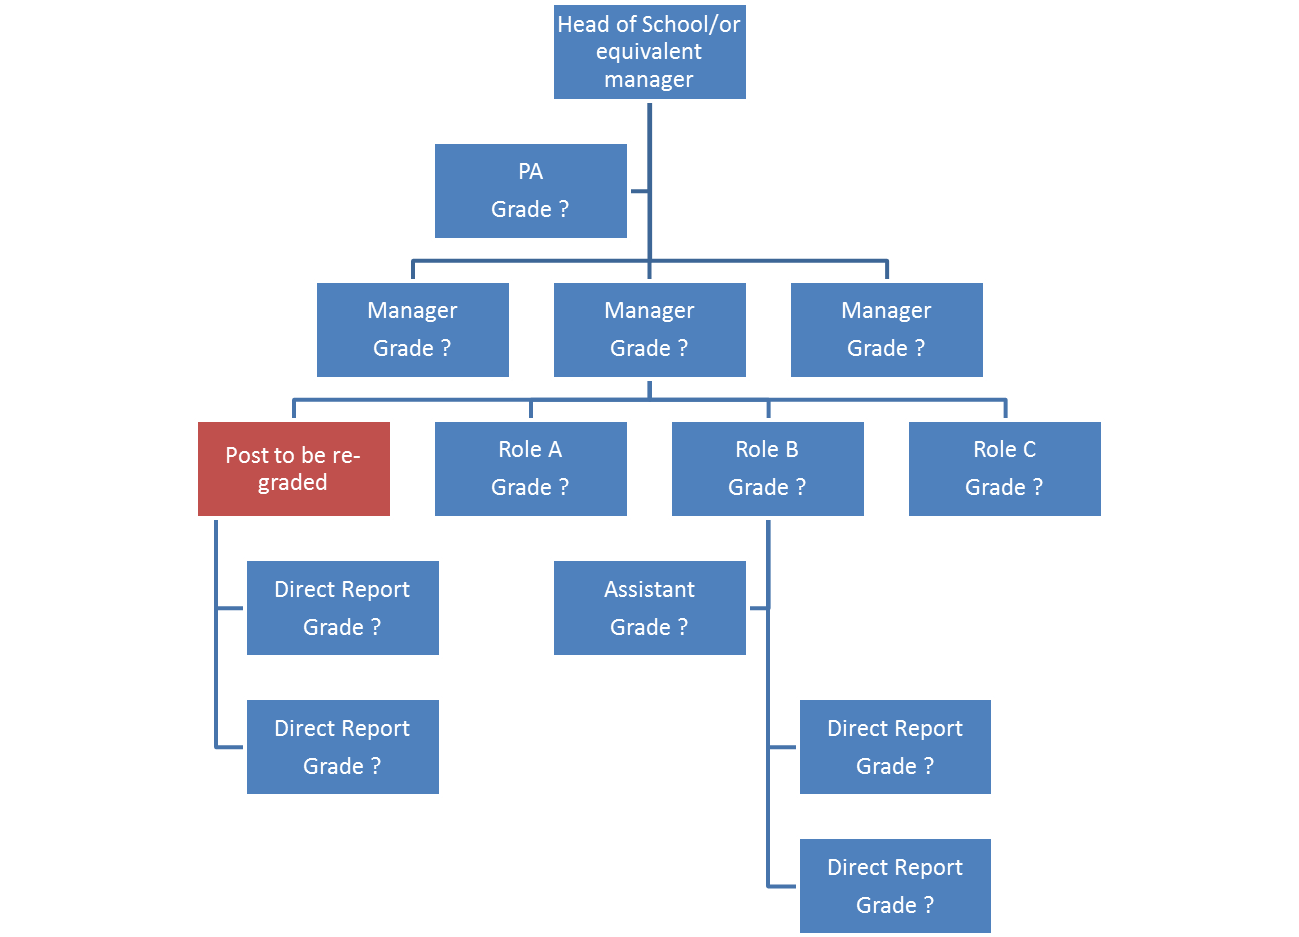 Head of School/or
equivalent
manager
PA
Grade ?
Manager
Grade ?
Manager
Grade ?
Manager
Grade ?
Post to be re-
graded
Role A
Grade ?
Role B
Grade ?
Role C
Grade ?
Direct Report
Grade ?
Assistant
Grade ?
Direct Report
Grade ?
Direct Report
Grade ?
Direct Report
Grade ?